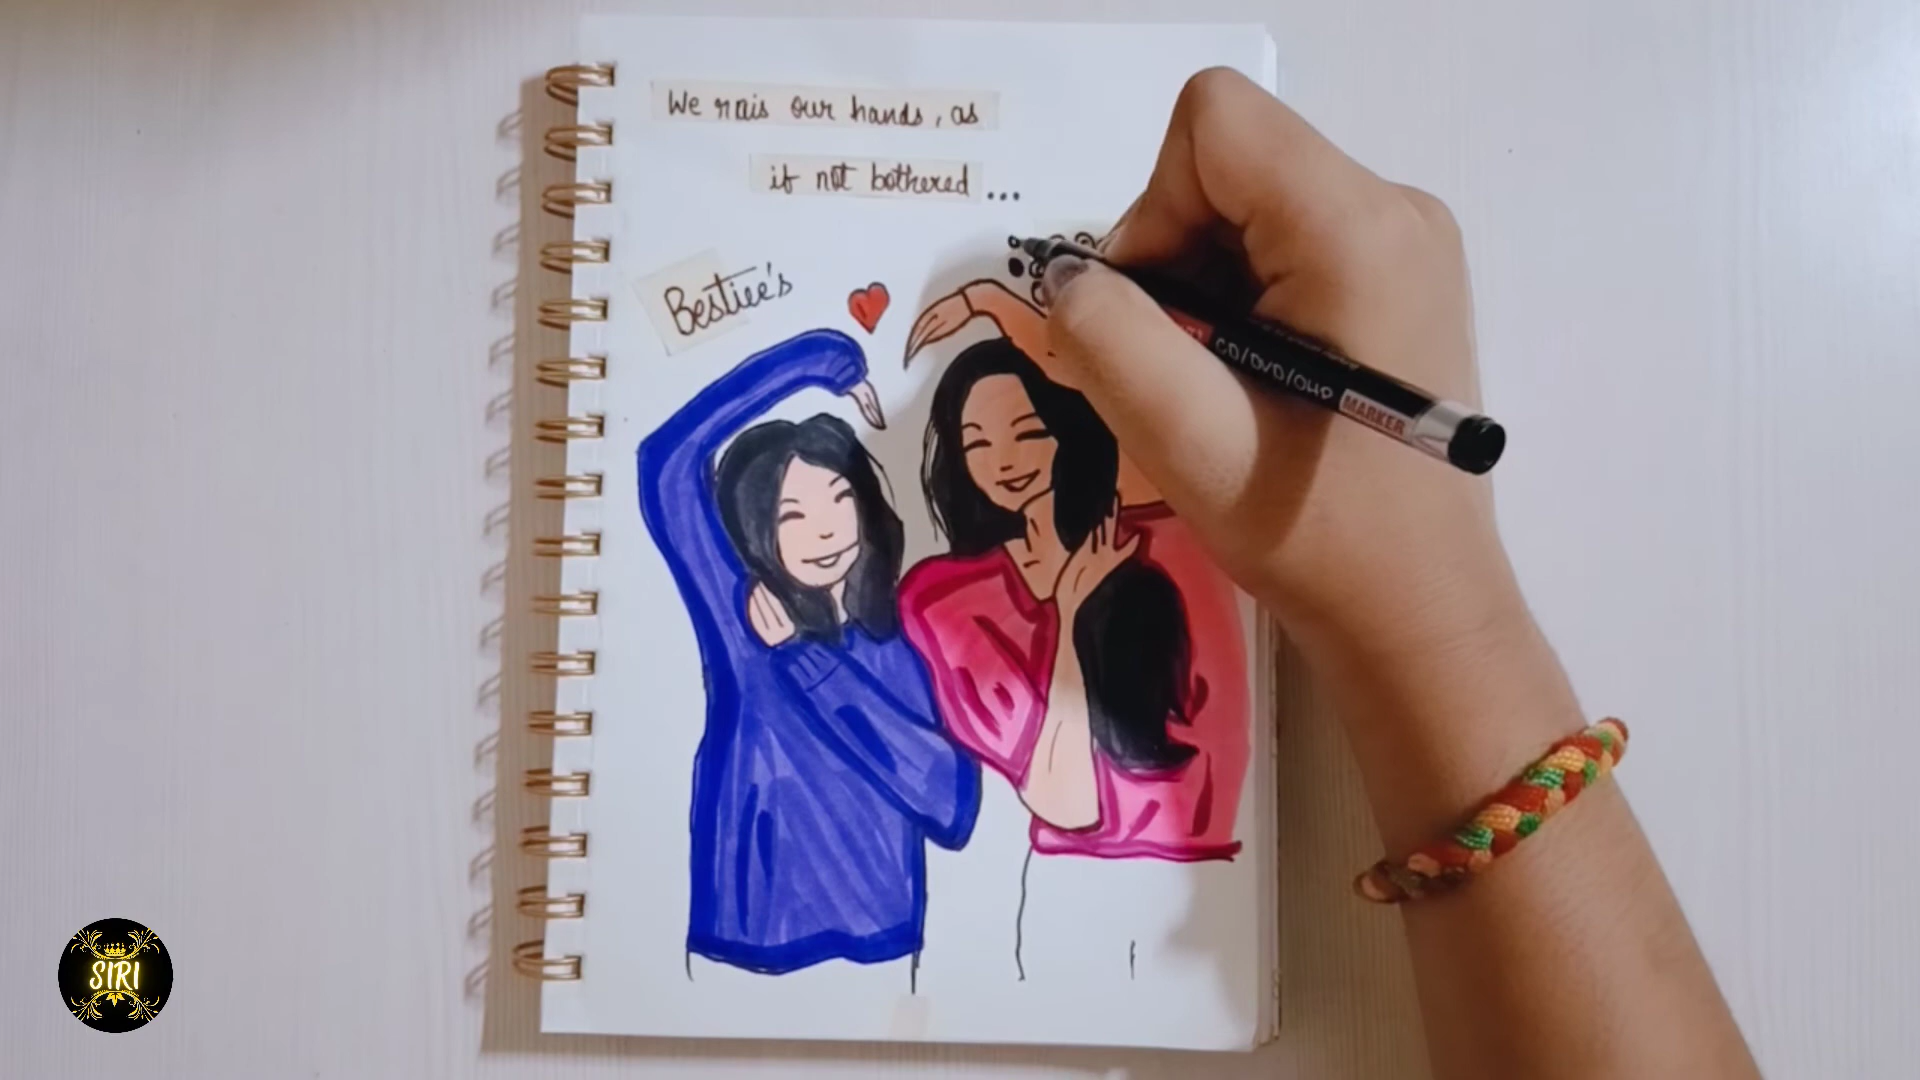 We rais our hands, as
if not bothered...
Bestiee's
CD/DVD/OHP MARKER
SIRI